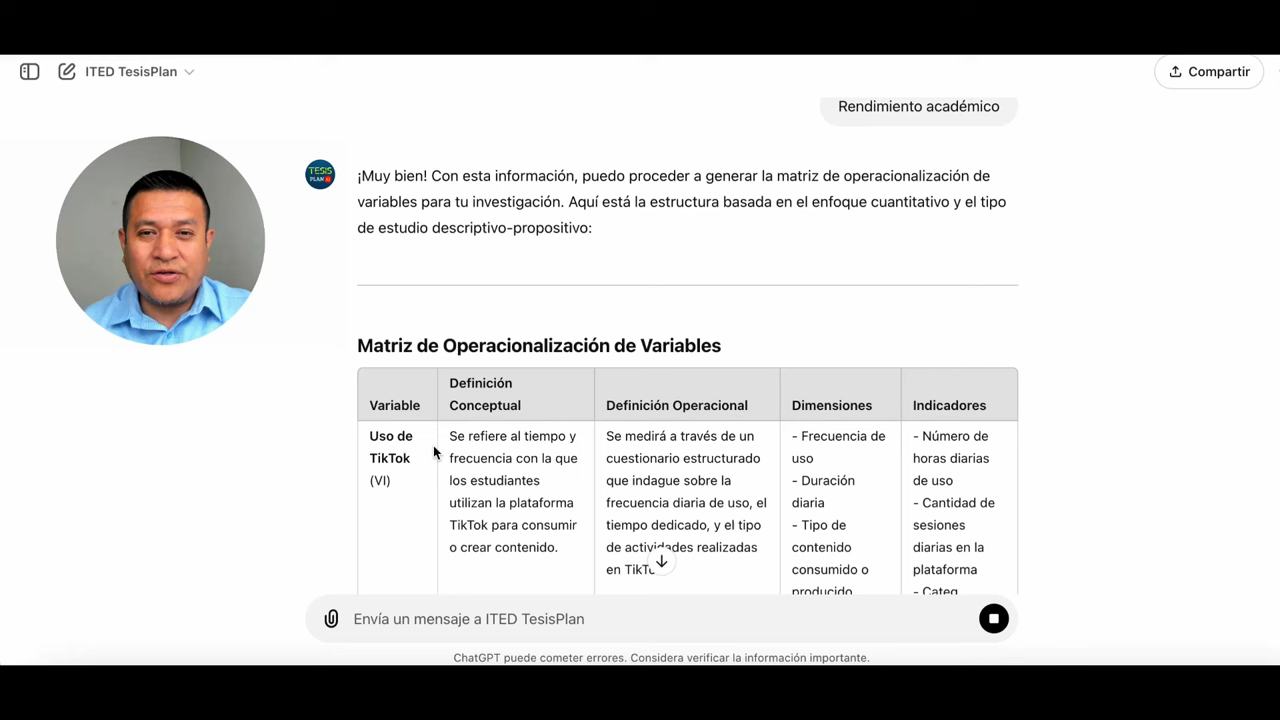 ITED TesisPlan
Compartir
Rendimiento académico
TESIS
PLAN
¡Muy bien! Con esta información, puedo proceder a generar la matriz de operacionalización de
variables para tu investigación. Aquí está la estructura basada en el enfoque cuantitativo y el tipo
de estudio descriptivo-propositivo:
Matriz de Operacionalización de Variables
Variable
Definición
Conceptual
Definición Operacional
Dimensiones
Indicadores
Uso de
TikTok
(VI)
Se refiere al tiempo y
frecuencia con la que
los estudiantes
utilizan la plataforma
TikTok para consumir
o crear contenido.
Se medirá a través de un
cuestionario estructurado
que indague sobre la
frecuencia diaria de uso, el
tiempo dedicado, y el tipo
de actividades realizadas
en TikTo
- Frecuencia de
uso
- Duración
diaria
- Tipo de
contenido
consumido o
producido
- Número de
horas diarias
de uso
- Cantidad de
sesiones
diarias en la
plataforma
- Categ
Envía un mensaje a ITED TesisPlan
ChatGPT puede cometer errores. Considera verificar la información importante.